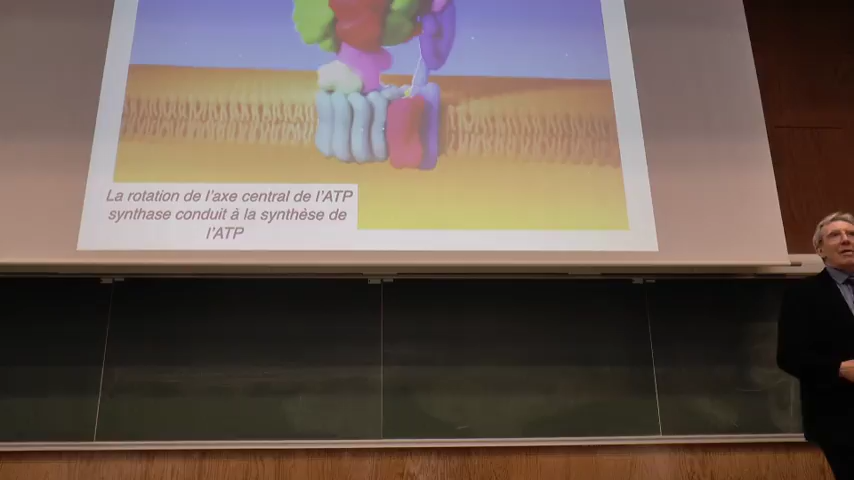 La rotation de l'axe central de l'ATP
synthase conduit à la synthèse de
l'ATP